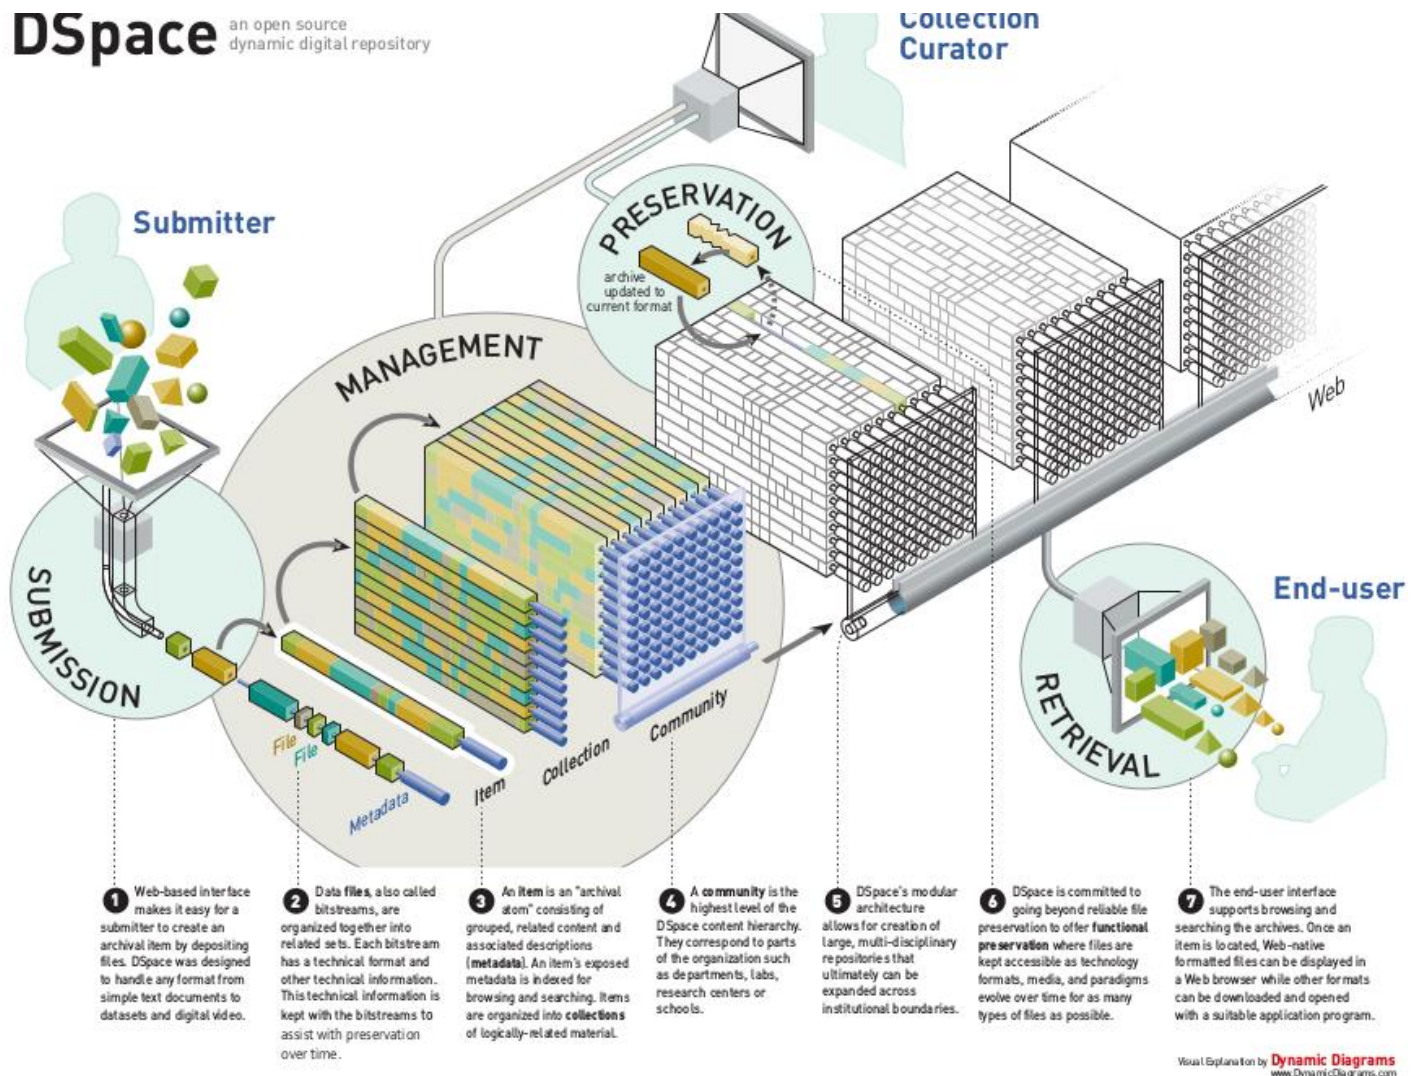 DSpace
an open source
dynamic digital repository
Collection
Curator
Submitter
PRESERVATION
archive
updated to
current format
MANAGEMENT
Web
SUBMISSION
End-user
RETRIEVAL
File
File
Metadata
Item
Collection
Community
1 Web-based interface
makes it easy for a
submitter to create an
archival item by depositing
files. DSpace was designed
to handle any format from
simple text documents to
datasets and digital video.
2 Data files, also called
bitstreams, are
organized together into
related sets. Each bitstream
has a technical format and
other technical information.
This technical information is
kept with the bitstreams to
assist with preservation
over time.
3 An item is an "archival
atom" consisting of
grouped, related content and
associated descriptions
(metadata). An item's exposed
metadata is indexed for
browsing and searching. Items
are organized into collections
of logically-related material.
4 A community is the
highest level of the
DSpace content hierarchy.
They correspond to parts
of the organization such
as departments, labs,
research centers or
schools.
5 DSpace's modular
architecture
allows for creation of
large, multi-disciplinary
repositories that
ultimately can be
expanded across
institutional boundaries.
6 DSpace is committed to
going beyond reliable file
preservation to offer functional
preservation where files are
kept accessible as technology
formats, media, and paradigms
evolve over time for as many
types of files as possible.
7 The end-user interface
supports browsing and
searching the archives. Once an
item is located, Web-native
formatted files can be displayed in
a Web browser while other formats
can be downloaded and opened
with a suitable application program.
Visual Explanation by Dynamic Diagrams
www.DynamicDiagrams.com